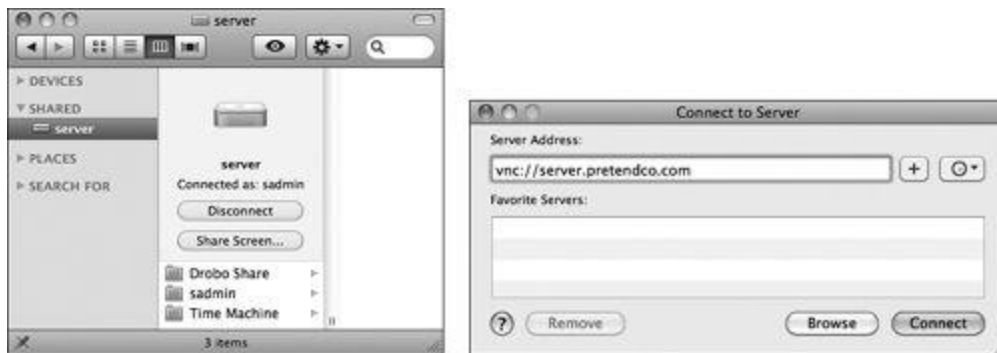 server
DEVICES
SHARED
server
PLACES
SEARCH FOR
server
Connected as: sadmin
Disconnect
Share Screen...
Drobo Share
sadmin
Time Machine
3 items
Connect to Server
Server Address:
vnc://server.pretendco.com
+
Favorite Servers:
?
Remove
Browse
Connect